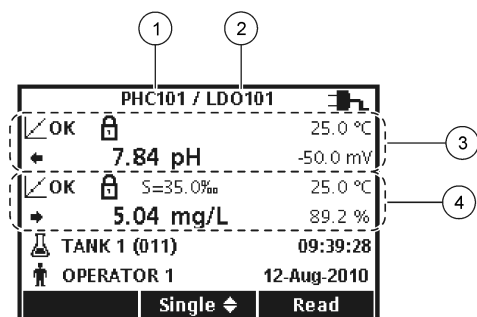 1 2
PHC101 / LDO101
OK 25.0 °C
7.84 pH -50.0 mV
3
OK S=35.0‰ 25.0 °C
5.04 mg/L 89.2 %
4
TANK 1 (011) 09:39:28
OPERATOR 1 12-Aug-2010
Single Read